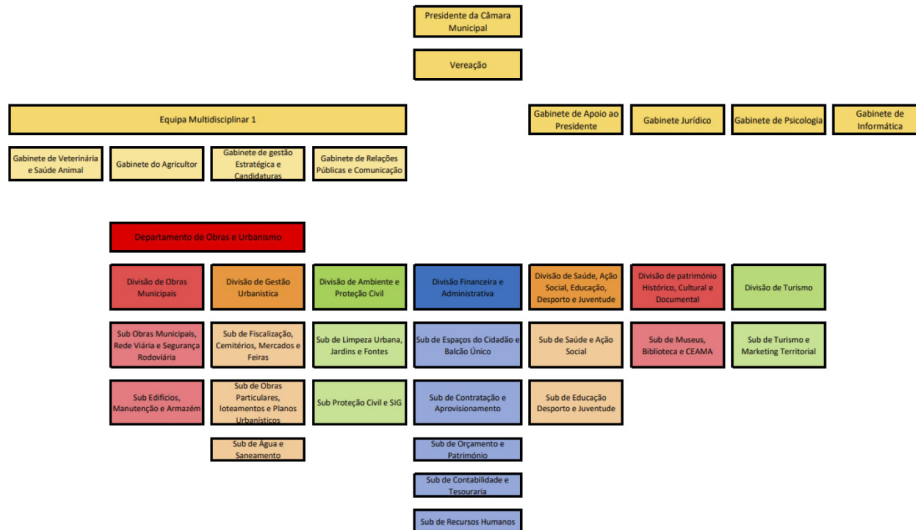 Presidente da Câmara
Municipal
Vereação
Equipa Multidisciplinar 1
Gabinete de Apoio ao
Presidente
Gabinete Jurídico
Gabinete de Psicologia
Gabinete de
Informática
Gabinete de Veterinária
e Saúde Animal
Gabinete do Agricultor
Gabinete de gestão
Estratégica e
Candidaturas
Gabinete de Relações
Públicas e Comunicação
Departamento de Obras e Urbanismo
Divisão de Obras
Municipais
Divisão de Gestão
Urbanistica
Divisão de Ambiente e
Proteção Civil
Divisão Financeira e
Administrativa
Divisão de Saúde, Ação
Social, Educação,
Desporto e Juventude
Divisão de património
Histórico, Cultural e
Documental
Divisão de Turismo
Sub Obras Municipais,
Rede Viária e Segurança
Rodoviária
Sub de Fiscalização,
Cemitérios, Mercados e
Feiras
Sub de Limpeza Urbana,
Jardins e Fontes
Sub de Espaços do Cidadão e
Balcão Único
Sub de Saúde e Ação
Social
Sub de Museus,
Biblioteca e CEAMA
Sub de Turismo e
Marketing Territorial
Sub Edifícios,
Manutenção e Armazém
Sub de Obras
Particulares,
loteamentos e Planos
Urbanísticos
Sub Proteção Civil e SIG
Sub de Contratação e
Aprovisionamento
Sub de Educação
Desporto e Juventude
Sub de Água e
Saneamento
Sub de Orçamento e
Património
Sub de Contabilidade e
Tesouraria
Sub de Recursos Humanos